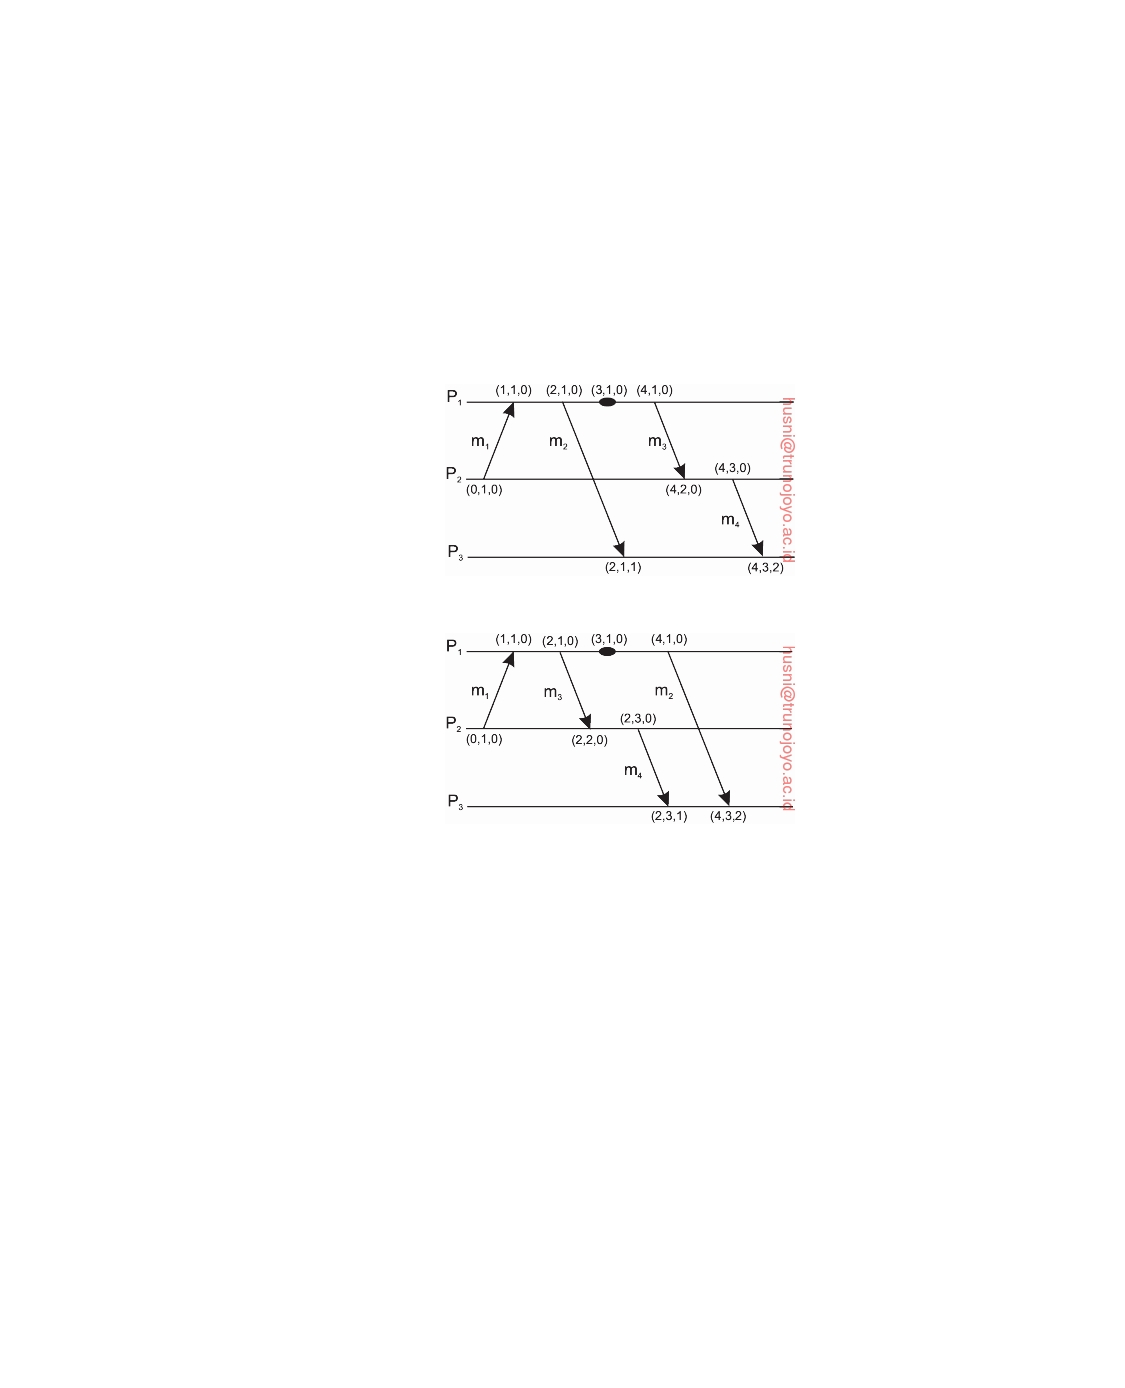 (1,1,0) (2,1,0) (3,1,0) (4,1,0)
P1
m1 m2 m3
(4,3,0)
P2
(0,1,0) (4,2,0)
m4
P3
(2,1,1) (4,3,2)
husni@trunojoyo.ac.id
(1,1,0) (2,1,0) (3,1,0) (4,1,0)
P1
m1 m3 m2
(2,3,0)
P2
(0,1,0) (2,2,0)
m4
P3
(2,3,1) (4,3,2)
husni@trunojoyo.ac.id